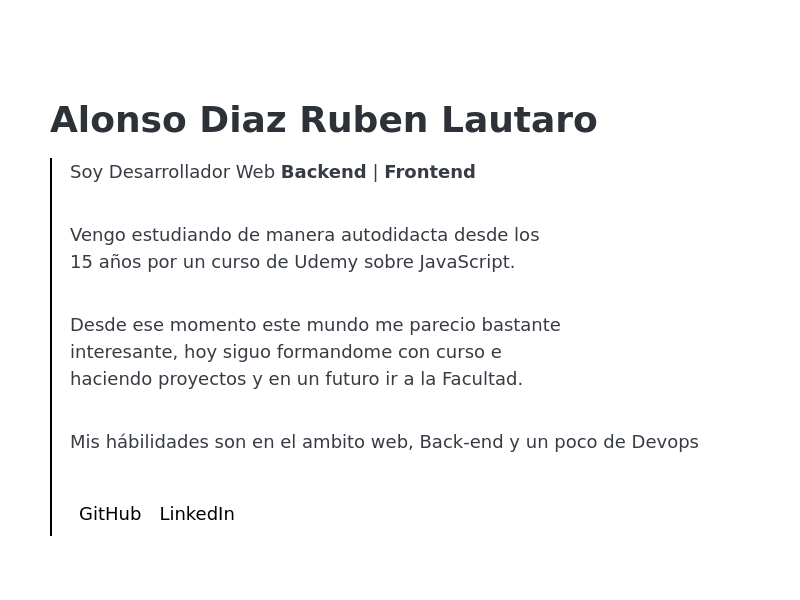 Alonso Diaz Ruben Lautaro
Soy Desarrollador Web Backend | Frontend
Vengo estudiando de manera autodidacta desde los
15 años por un curso de Udemy sobre JavaScript.
Desde ese momento este mundo me parecio bastante
interesante, hoy siguo formandome con curso e
haciendo proyectos y en un futuro ir a la Facultad.
Mis hábilidades son en el ambito web, Back-end y un poco de Devops
GitHub LinkedIn